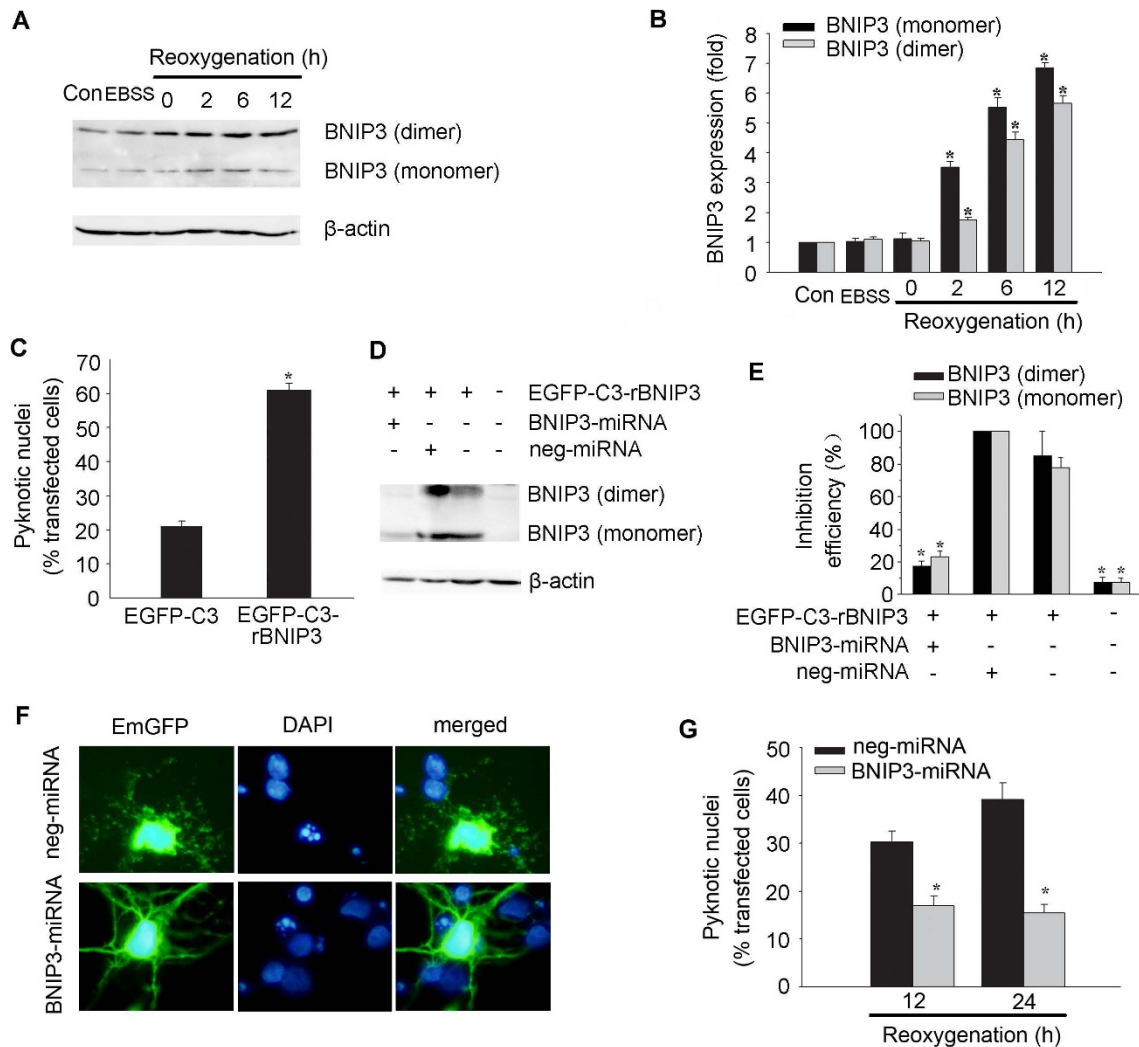 A
Reoxygenation (h)
Con EBSS 0 2 6 12
BNIP3 (dimer)
BNIP3 (monomer)
β-actin
B
BNIP3 (monomer)
BNIP3 (dimer)
BNIP3 expression (fold)
8
7
6
5
4
3
2
1
0
* * * * * *
Con EBSS 0 2 6 12
Reoxygenation (h)
C
Pyknotic nuclei
(% transfected cells)
70
60
50
40
30
20
10
0
*
EGFP-C3
EGFP-C3-
rBNIP3
D
+ + + - EGFP-C3-rBNIP3
+ - - - BNIP3-miRNA
- + - - neg-miRNA
BNIP3 (dimer)
BNIP3 (monomer)
β-actin
E
BNIP3 (dimer)
BNIP3 (monomer)
Inhibition
efficiency (%)
100
80
60
40
20
0
* * * *
EGFP-C3-rBNIP3 + + + -
BNIP3-miRNA + - - -
neg-miRNA - + - -
F
EmGFP DAPI merged
neg-miRNA
BNIP3-miRNA
G
neg-miRNA
BNIP3-miRNA
Pyknotic nuclei
(% transfected cells)
50
40
30
20
10
0
* *
12 24
Reoxygenation (h)